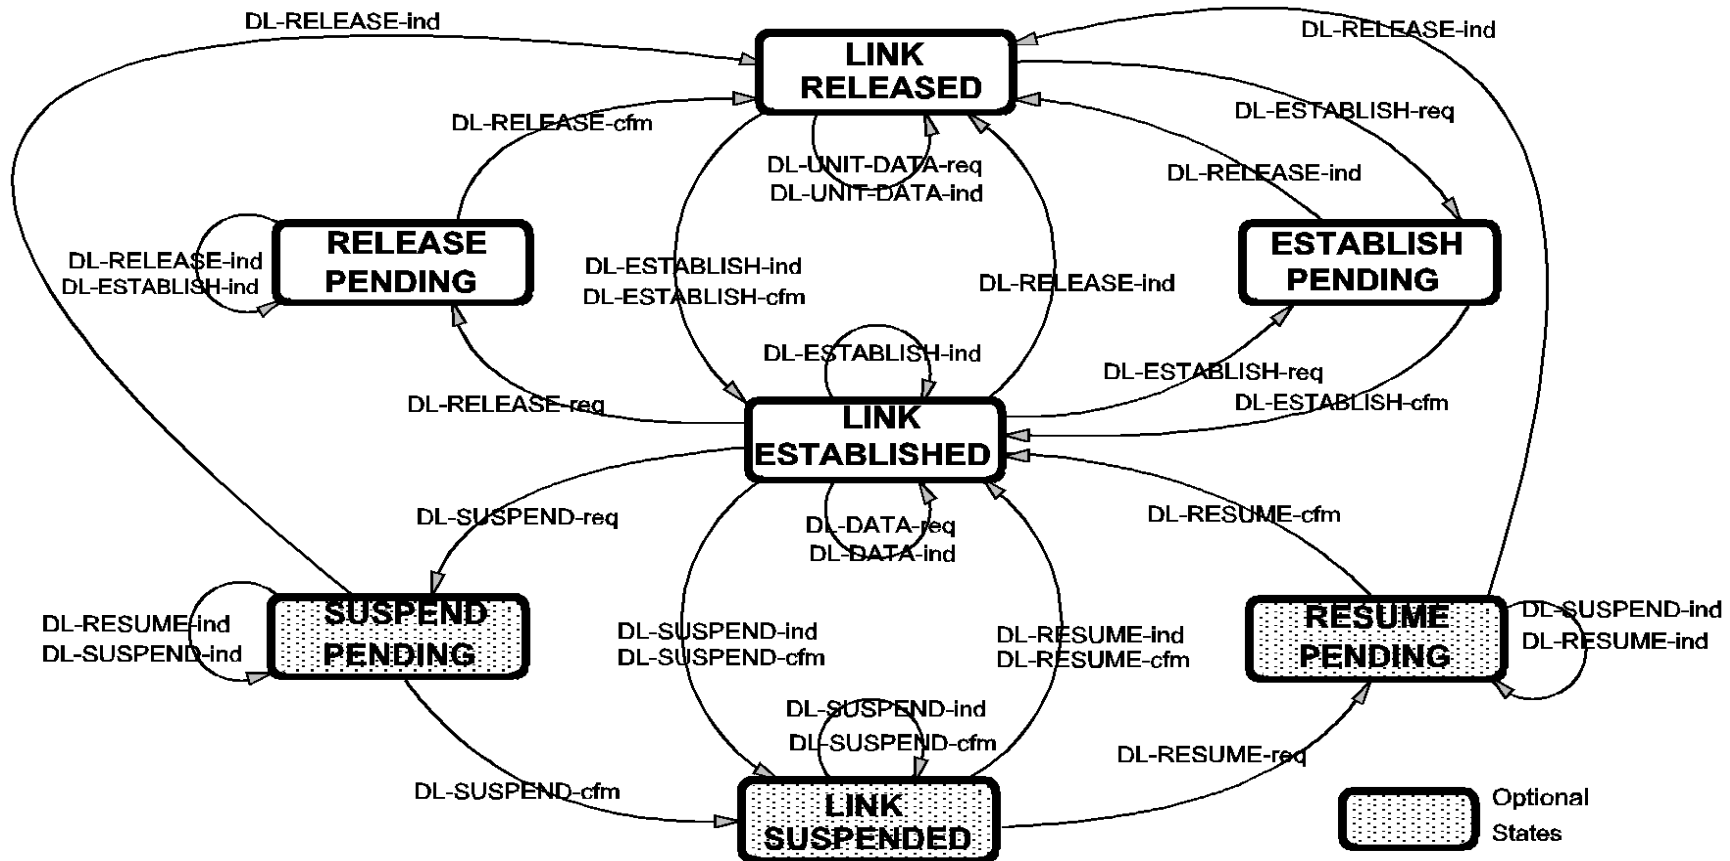 DL-RELEASE-ind
DL-RELEASE-ind
LINK
RELEASED
DL-ESTABLISH-req
DL-RELEASE-cfm
DL-UNIT-DATA-req
DL-UNIT-DATA-ind
DL-RELEASE-ind
RELEASE
PENDING
ESTABLISH
PENDING
DL-RELEASE-ind
DL-ESTABLISH-ind
DL-ESTABLISH-ind
DL-ESTABLISH-cfm
DL-RELEASE-ind
DL-ESTABLISH-ind
DL-ESTABLISH-req
DL-RELEASE-req
DL-ESTABLISH-cfm
LINK
ESTABLISHED
DL-SUSPEND-req
DL-DATA-req
DL-DATA-ind
DL-RESUME-cfm
SUSPEND
PENDING
RESUME
PENDING
DL-RESUME-ind
DL-SUSPEND-ind
DL-SUSPEND-ind
DL-SUSPEND-cfm
DL-RESUME-ind
DL-RESUME-cfm
DL-SUSPEND-ind
DL-RESUME-ind
DL-SUSPEND-ind
DL-SUSPEND-cfm
DL-RESUME-req
DL-SUSPEND-cfm
LINK
SUSPENDED
Optional
States